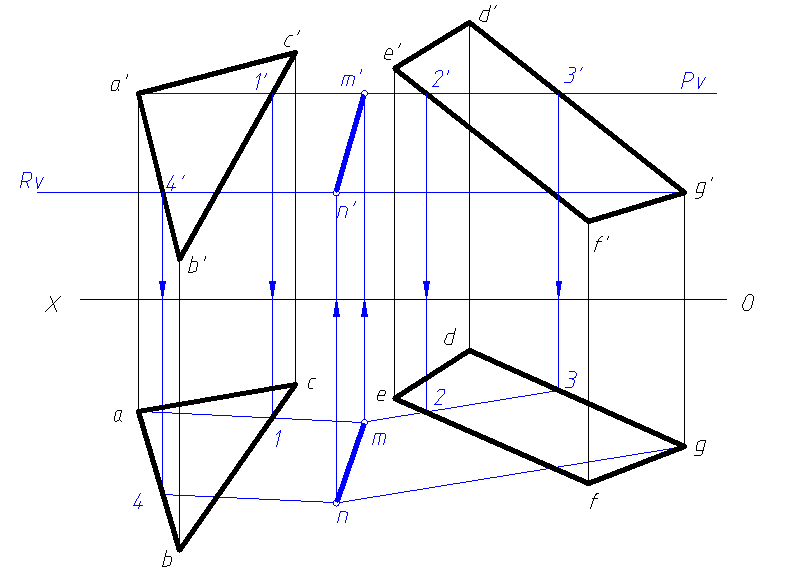 d'
c'
e'
a' 1' m' 2' 3' Pv
Rv 4' g'
n'
f'
b'
X O
d
c e 2 3
a
1 m g
4 n f
b